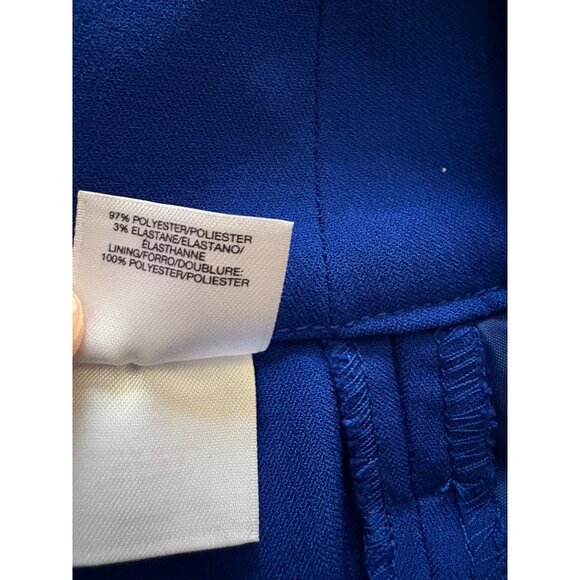 97% POLYESTER/POLIESTER
3% ELASTANE/ELASTANO/
ÉLASTHANNE
LINING/FORRO/DOUBLURE:
100% POLYESTER/POLIESTER